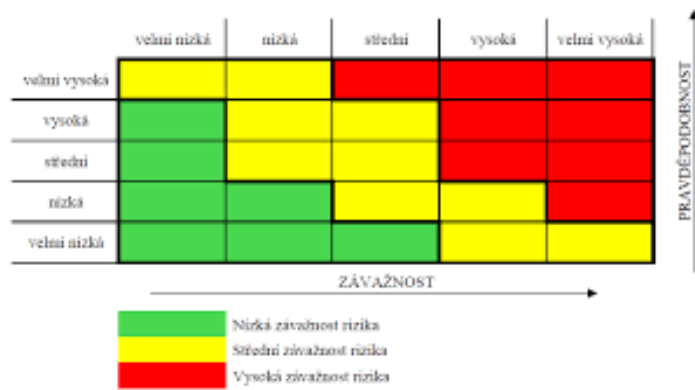 velmi nízká nízká střední vysoká velmi vysoká
velmi vysoká
vysoká
střední
nízká
velmi nízká
PRAVDĚPODOBNOST
ZÁVAŽNOST
Nízká závažnost rizika
Střední závažnost rizika
Vysoká závažnost rizika